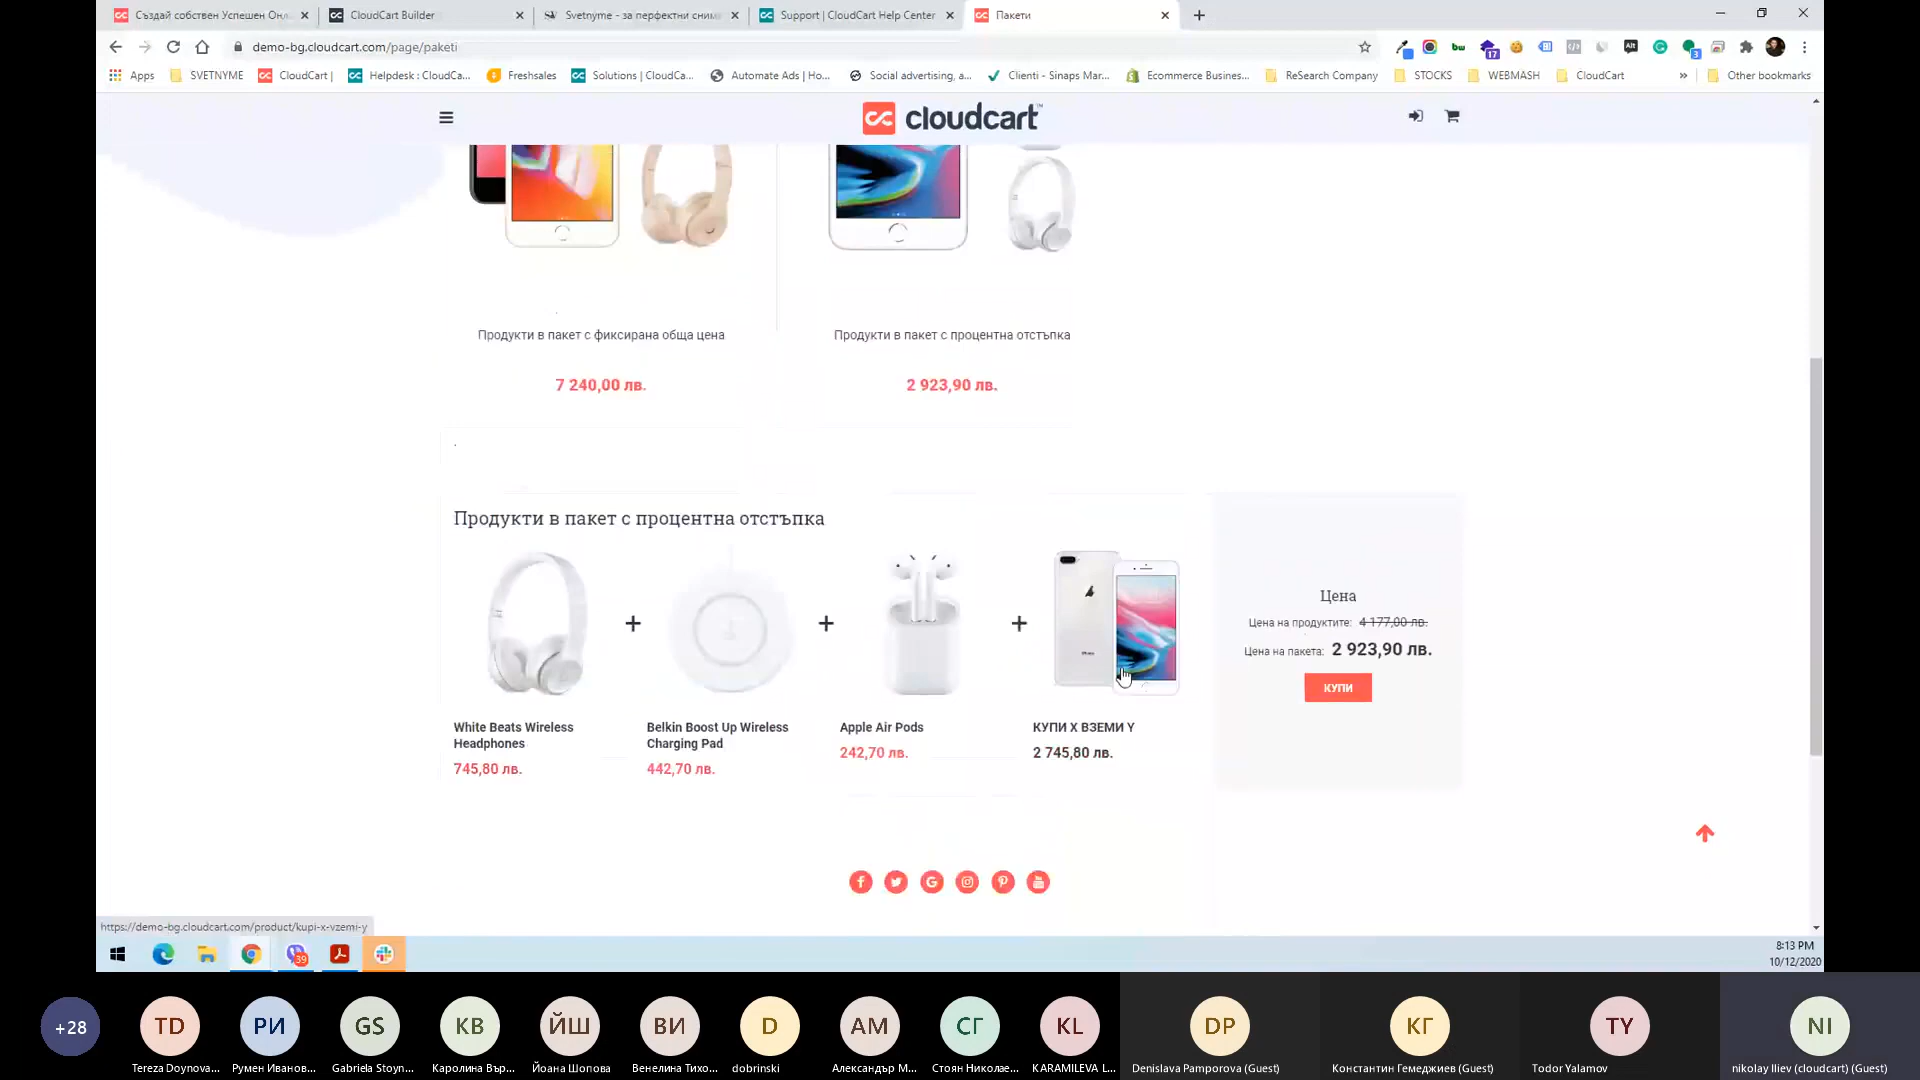 Създай собствен Успешен Онл
CloudCart Builder
Svetnyme - за перфектни сним
Support | CloudCart Help Center
Пакети
demo-bg.cloudcart.com/page/paketi
Apps
SVETNYME
CloudCart |
Helpdesk : CloudCa...
Freshsales
Solutions | CloudCa...
Automate Ads | Ho...
Social advertising, a...
Clienti - Sinaps Mar...
Ecommerce Busines...
ReSearch Company
STOCKS
WEBMASH
CloudCart
»
Other bookmarks
cloudcart™
Продукти в пакет с фиксирана обща цена
Продукти в пакет с процентна отстъпка
7 240,00 лв.
2 923,90 лв.
Продукти в пакет с процентна отстъпка
+
+
+
Цена
Цена на продуктите: 4 177,00 лв.
Цена на пакета: 2 923,90 лв.
КУПИ
White Beats Wireless
Headphones
745,80 лв.
Belkin Boost Up Wireless
Charging Pad
442,70 лв.
Apple Air Pods
242,70 лв.
КУПИ X ВЗЕМИ Y
2 745,80 лв.
https://demo-bg.cloudcart.com/product/kupi-x-vzemi-y
39
8:13 PM
10/12/2020
+28
TD
РИ
GS
КВ
ЙШ
ВИ
D
АМ
СГ
KL
DP
КГ
TY
NI
Tereza Doynova...
Румен Иванов...
Gabriela Stoyn...
Каролина Вър...
Йоана Шопова
Венелина Тихо...
dobrinski
Александър М...
Стоян Николае...
KARAMILEVA L...
Denislava Pamporova (Guest)
Константин Гемеджиев (Guest)
Todor Yalamov
nikolay Iliev (cloudcart) (Guest)